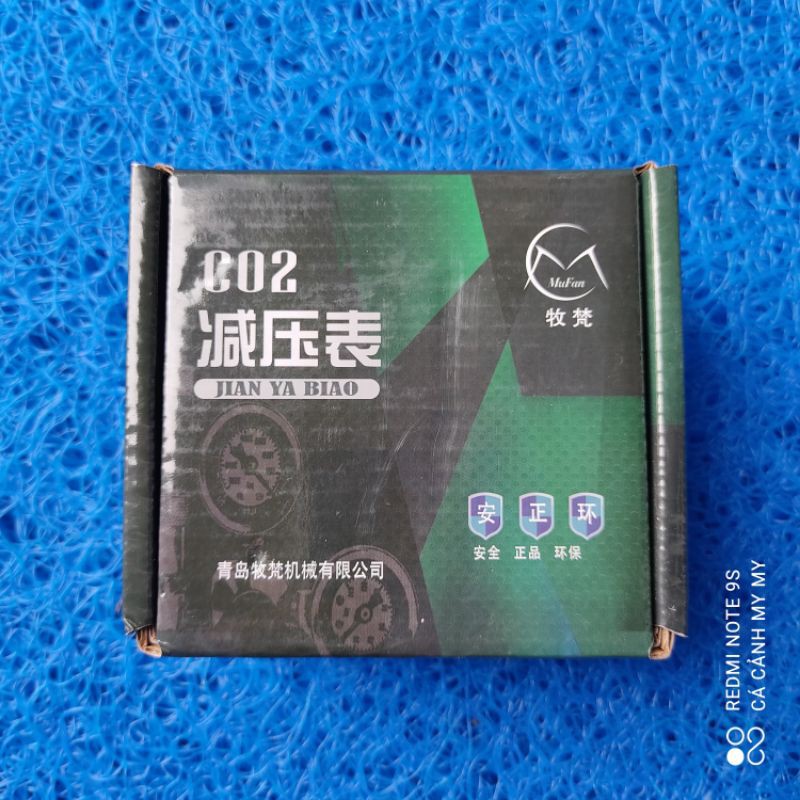 CO2
减压表
JIAN YA BIAO
MuFan
牧梵
安 正 环
安全 正品 环保
青岛牧梵机械有限公司
REDMI NOTE 9S
CÁ CẢNH MY MY